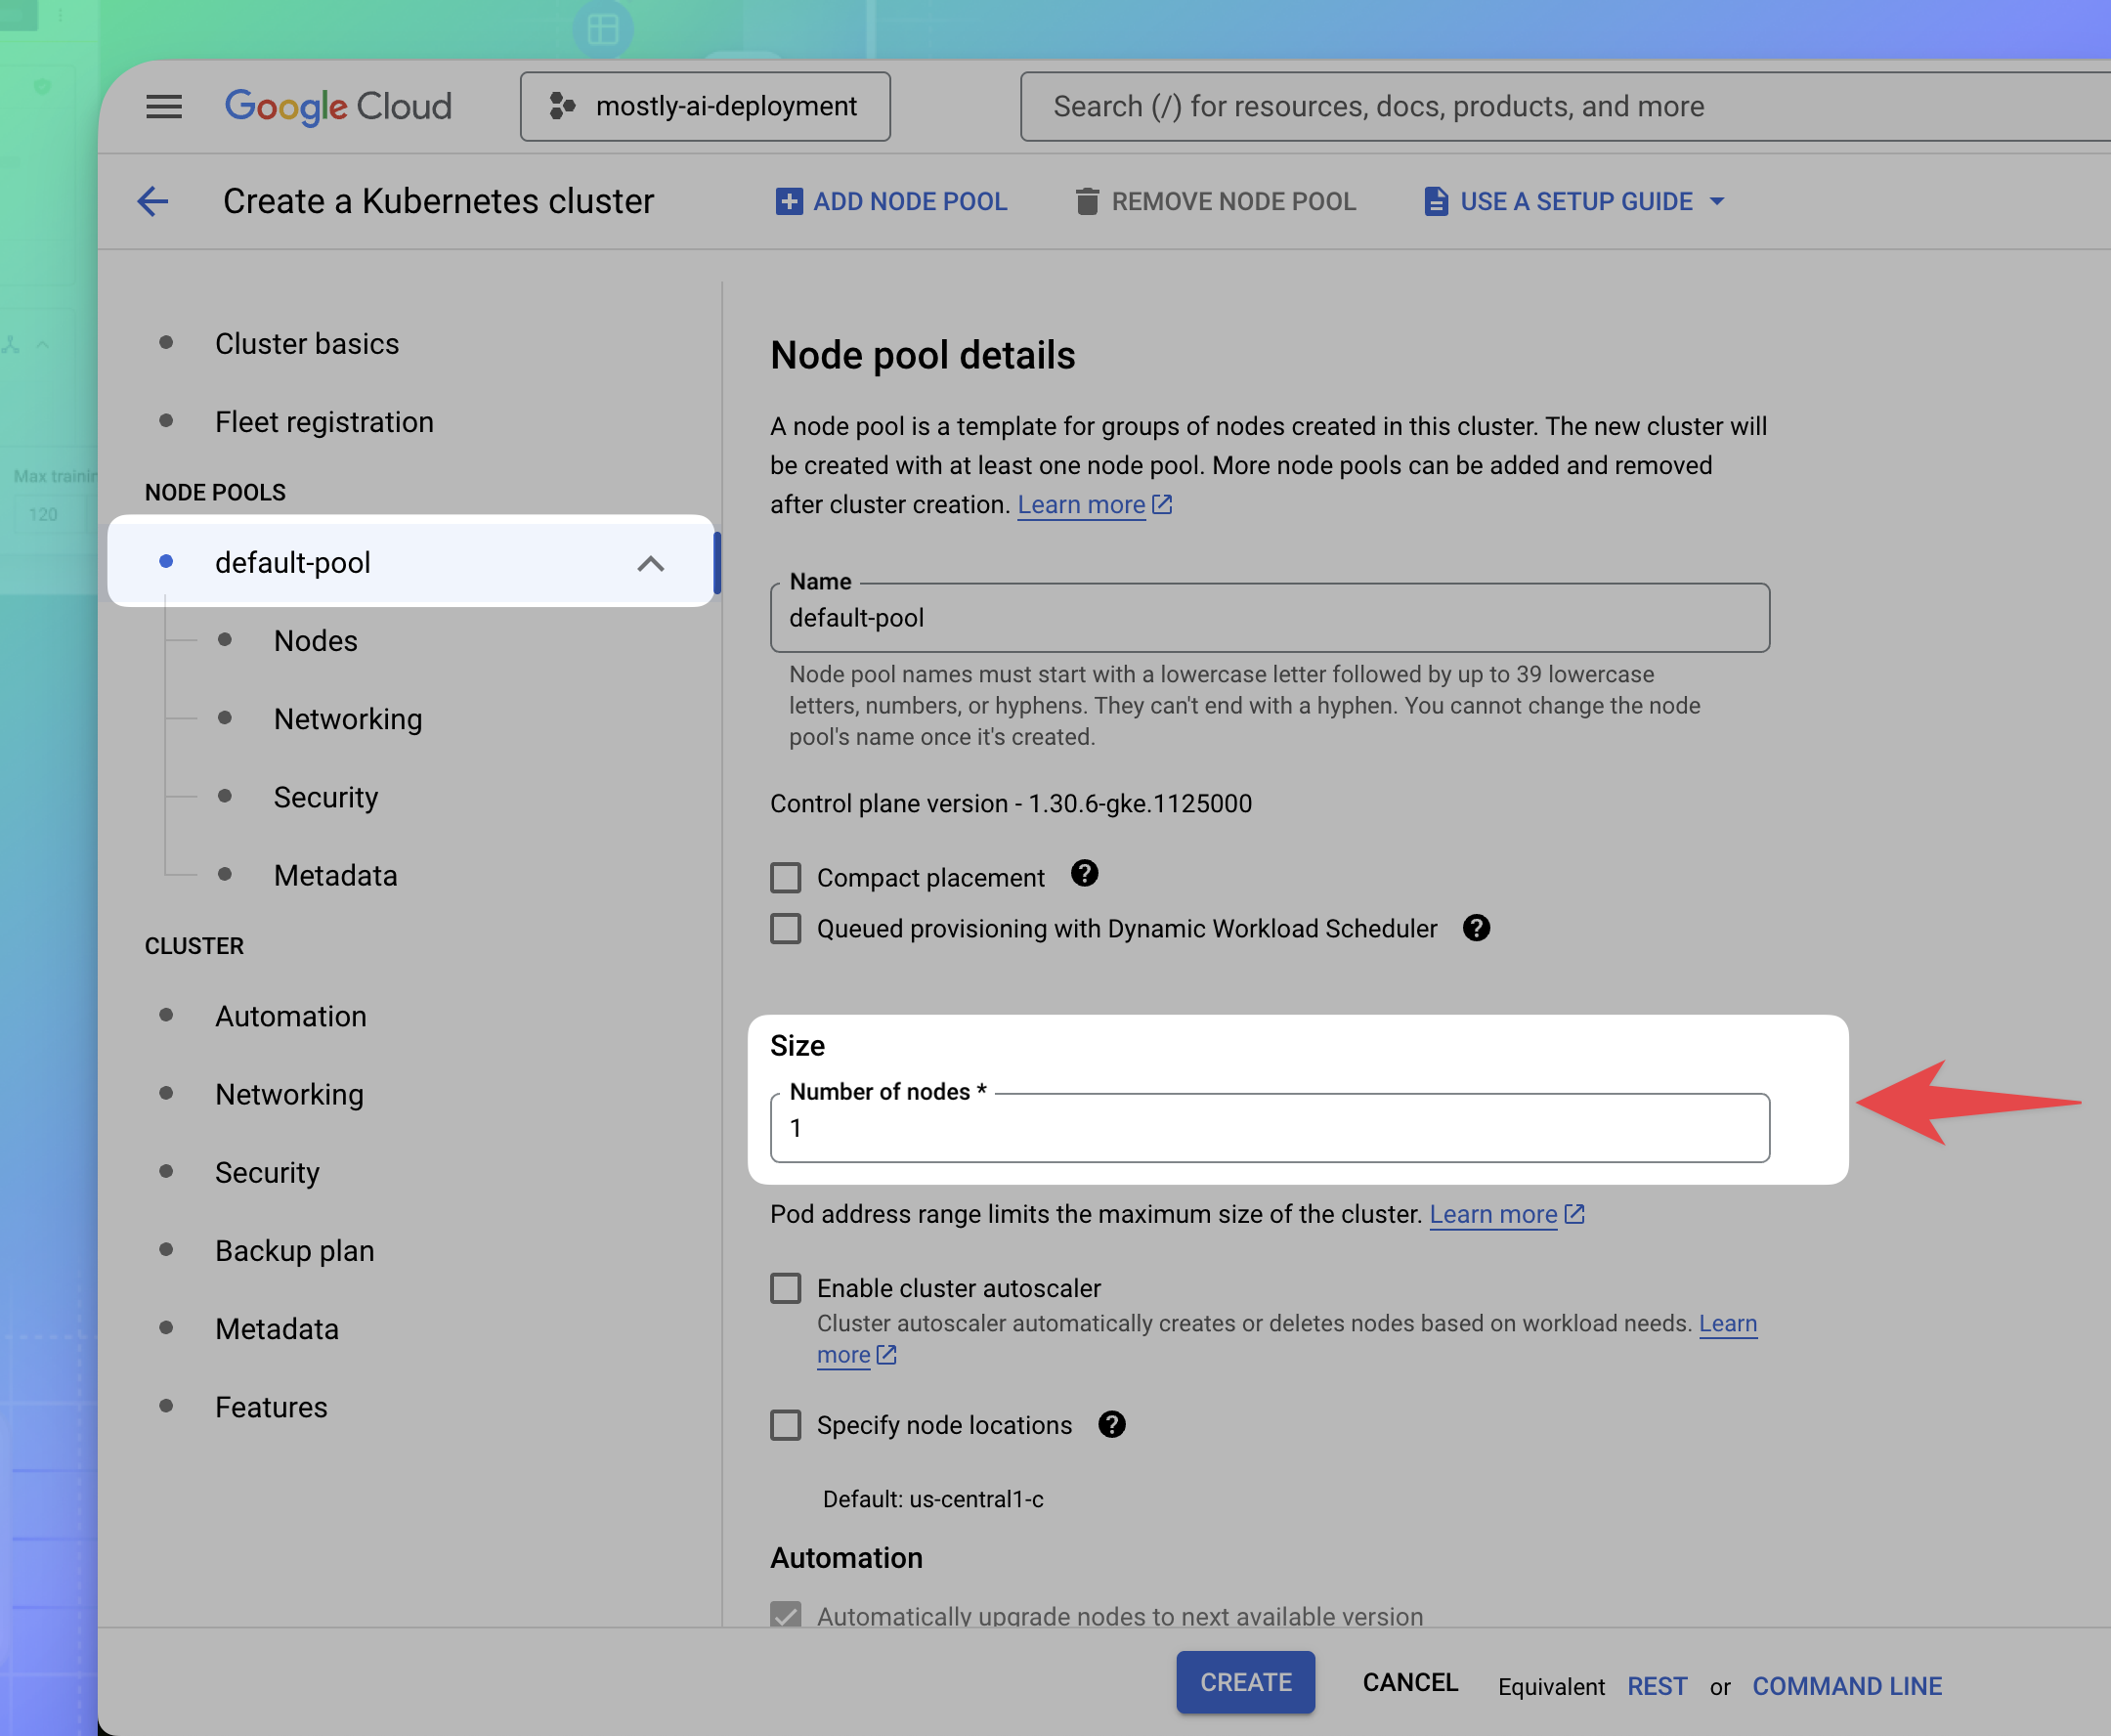 Google Cloud
mostly-ai-deployment
Search (/) for resources, docs, products, and more
Create a Kubernetes cluster
ADD NODE POOL
REMOVE NODE POOL
USE A SETUP GUIDE
Max trainin
120
Cluster basics
Fleet registration
NODE POOLS
default-pool
Nodes
Networking
Security
Metadata
CLUSTER
Automation
Networking
Security
Backup plan
Metadata
Features
Node pool details
A node pool is a template for groups of nodes created in this cluster. The new cluster will
be created with at least one node pool. More node pools can be added and removed
after cluster creation. Learn more
Name
default-pool
Node pool names must start with a lowercase letter followed by up to 39 lowercase
letters, numbers, or hyphens. They can't end with a hyphen. You cannot change the node
pool's name once it's created.
Control plane version - 1.30.6-gke.1125000
Compact placement
Queued provisioning with Dynamic Workload Scheduler
Size
Number of nodes *
1
Pod address range limits the maximum size of the cluster. Learn more
Enable cluster autoscaler
Cluster autoscaler automatically creates or deletes nodes based on workload needs. Learn
more
Specify node locations
Default: us-central1-c
Automation
Automatically upgrade nodes to next available version
CREATE
CANCEL
Equivalent REST or COMMAND LINE